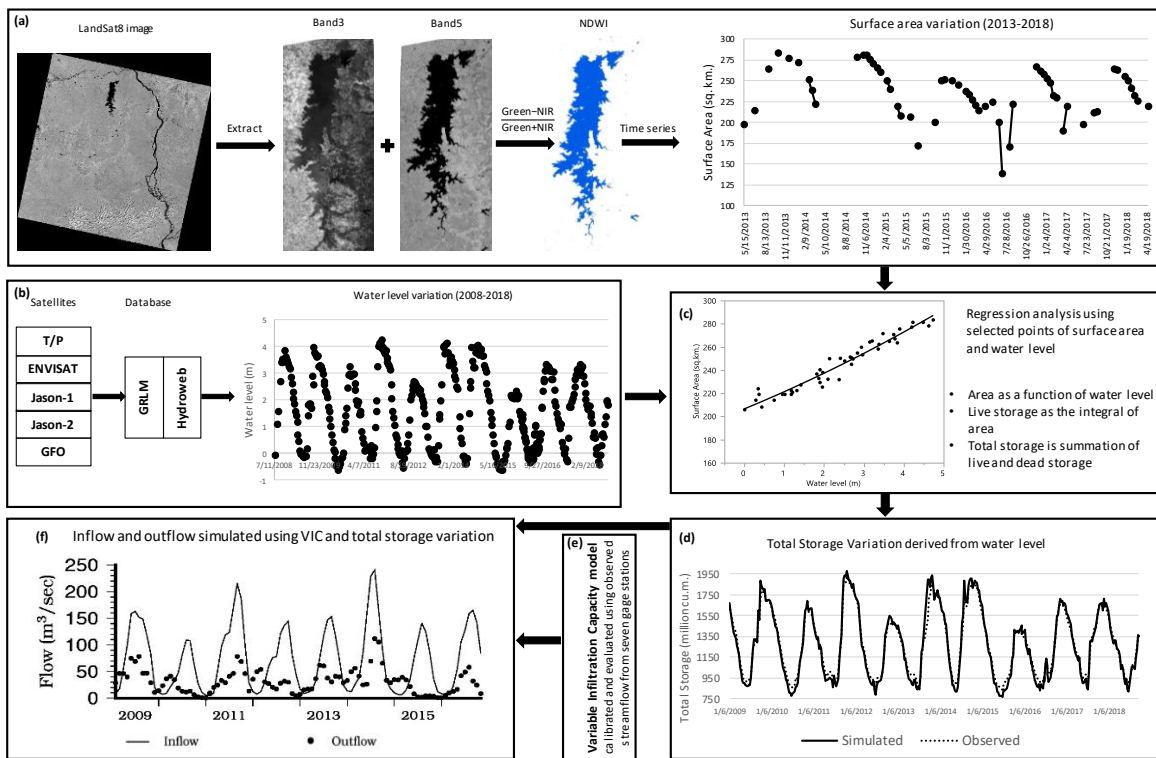 (a)
LandSat8 image
Extract
Band3
Band5
Green−NIR
Green+NIR
NDWI
Time series
Surface area variation (2013-2018)
Surface Area (sq. km.)
300
275
250
225
200
175
150
125
100
5/15/2013
8/13/2013
11/11/2013
2/9/2014
5/10/2014
8/8/2014
11/6/2014
2/4/2015
5/5/2015
8/3/2015
11/1/2015
1/30/2016
4/29/2016
7/28/2016
10/26/2016
1/24/2017
4/24/2017
7/23/2017
10/21/2017
1/19/2018
4/19/2018
(b)
Satellites
Database
T/P
ENVISAT
Jason-1
Jason-2
GFO
GRLM
Hydroweb
Water level variation (2008-2018)
Water level (m)
5
4
3
2
1
0
-1
7/11/2008
4/7/2011
(c)
Surface Area (sq.km.)
300
280
260
240
220
200
180
160
0
1
2
3
4
5
Water level (m)
Regression analysis using
selected points of surface area
and water level
• Area as a function of water level
• Live storage as the integral of
area
• Total storage is summation of
live and dead storage
(d)
Total Storage Variation derived from water level
Total Storage (million cu.m.)
1950
1750
1550
1350
1150
950
750
1/6/2009
1/6/2010
1/6/2011
1/6/2012
1/6/2013
1/6/2014
1/6/2015
1/6/2016
1/6/2017
1/6/2018
Simulated
Observed
(e)
Variable Infiltration Capacity model
calibrated and evaluated using observed
streamflow from seven gage stations
(f)
Inflow and outflow simulated using VIC and total storage variation
Flow (m³/sec)
250
200
150
100
50
0
2009
2011
2013
2015
Inflow
Outflow